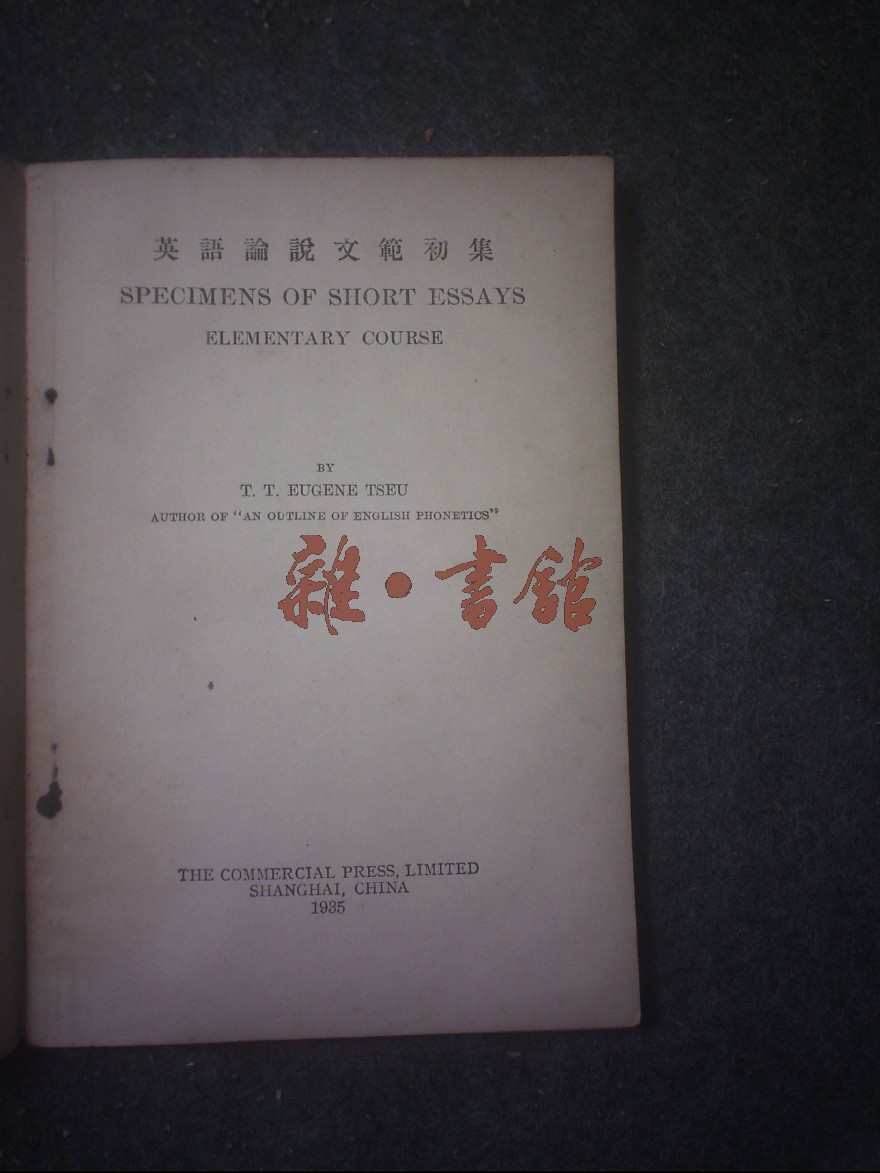 英語論說文範初集
SPECIMENS OF SHORT ESSAYS
ELEMENTARY COURSE
BY
T. T. EUGENE TSEU
AUTHOR OF "AN OUTLINE OF ENGLISH PHONETICS"
雜·書館
THE COMMERCIAL PRESS, LIMITED
SHANGHAI, CHINA
1935